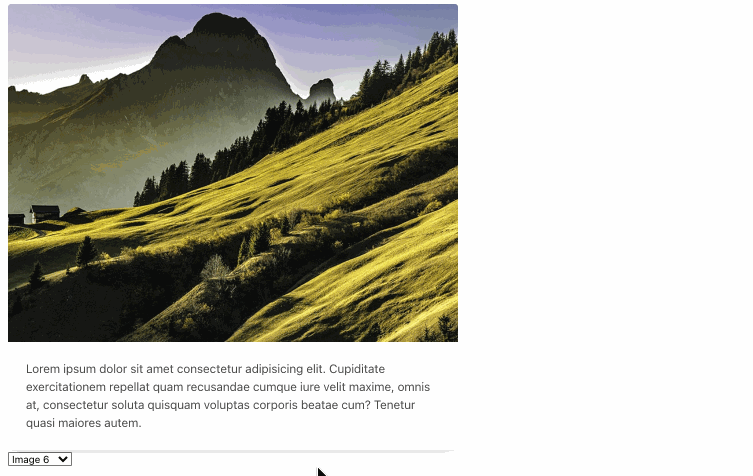 Lorem ipsum dolor sit amet consectetur adipisicing elit. Cupiditate
exercitationem repellat quam recusandae cumque iure velit maxime, omnis
at, consectetur soluta quisquam voluptas corporis beatae cum? Tenetur
quasi maiores autem.
Image 6